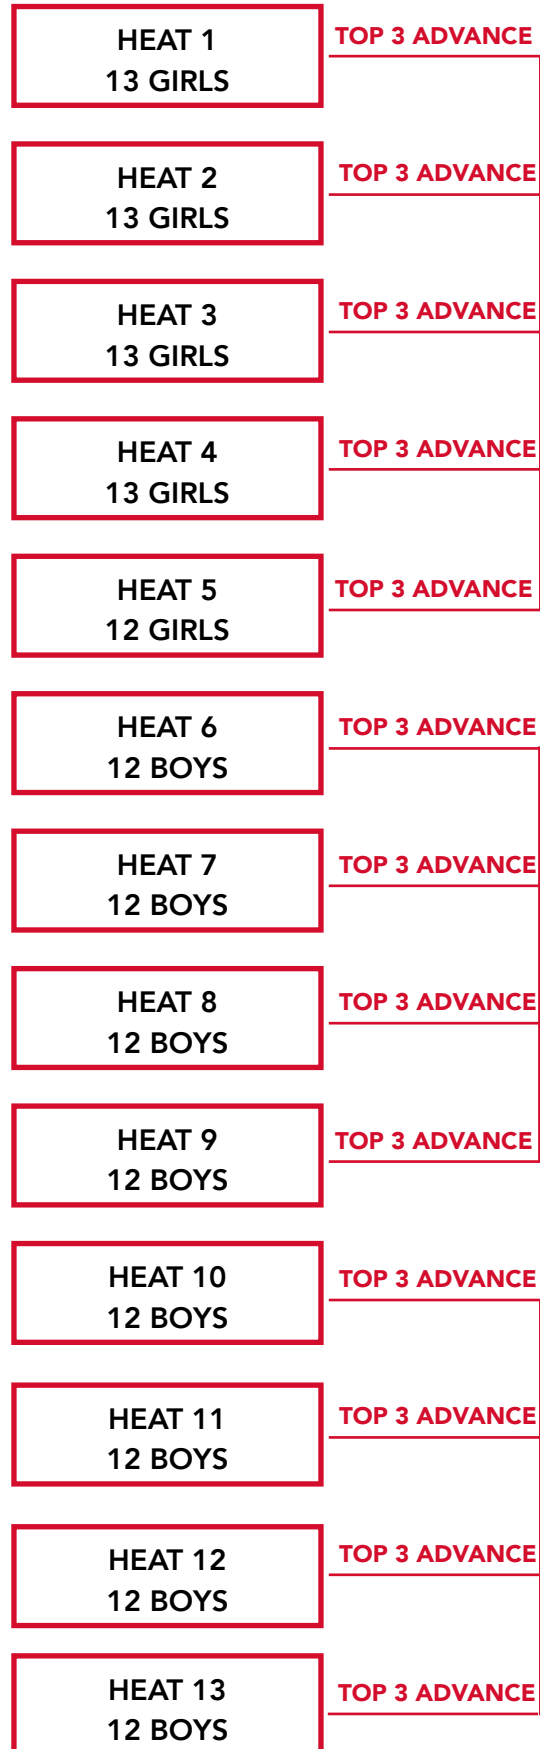 HEAT 1
13 GIRLS
TOP 3 ADVANCE
HEAT 2
13 GIRLS
TOP 3 ADVANCE
HEAT 3
13 GIRLS
TOP 3 ADVANCE
HEAT 4
13 GIRLS
TOP 3 ADVANCE
HEAT 5
12 GIRLS
TOP 3 ADVANCE
HEAT 6
12 BOYS
TOP 3 ADVANCE
HEAT 7
12 BOYS
TOP 3 ADVANCE
HEAT 8
12 BOYS
TOP 3 ADVANCE
HEAT 9
12 BOYS
TOP 3 ADVANCE
HEAT 10
12 BOYS
TOP 3 ADVANCE
HEAT 11
12 BOYS
TOP 3 ADVANCE
HEAT 12
12 BOYS
TOP 3 ADVANCE
HEAT 13
12 BOYS
TOP 3 ADVANCE